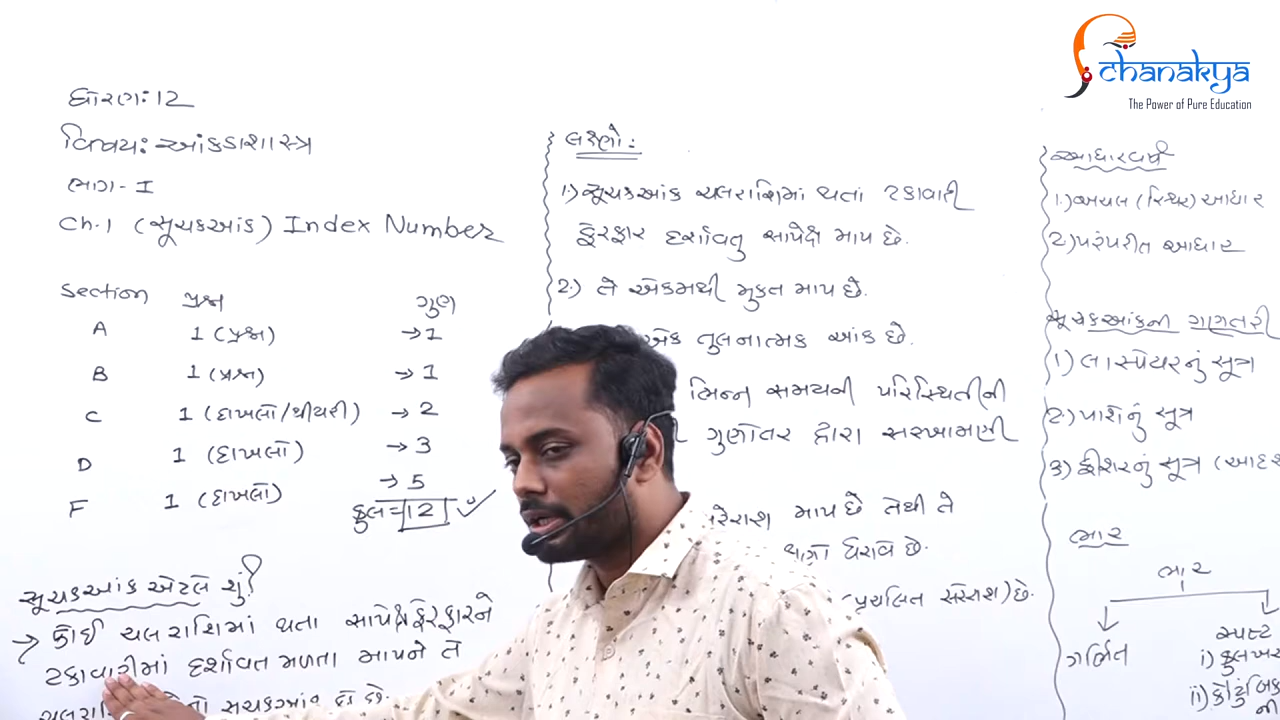 chanakya
The Power of Pure Education
ધોરણ: 12
વિષય: આંકડાશાસ્ત્ર
ભાગ - I
Ch.1 (સૂચકઆંક) Index Number
Section પ્રશ્ન ગુણ
A 1 (પ્રશ્ન) → 1
B 1 (પ્રશ્ન) → 1
C 1 (દાખલો/થીયરી) → 2
D 1 (દાખલો) → 3
F 1 (દાખલો) → 5
કુલ = 12
સૂચકઆંક એટલે શું?
→ કોઈ ચલરાશિમાં થતા સાપેક્ષ ફેરફારને
ટકાવારીમાં દર્શાવત મળતા માપને તે
સૂચકઆંક કહે છે.
લક્ષણો:
1.) સૂચકઆંક ચલરાશિમાં થતાં ટકાવારી
ફેરફાર દર્શાવતુ સાપેક્ષ માપ છે.
2.) તે એકમથી મુક્ત માપ છે.
એક તુલનાત્મક આંક છે.
ભિન્ન સમયની પરિસ્થિતીની
ગુણોતર દ્વારા સરખામણી
માપ છે તેથી તે
ધરાવે છે.
(પ્રચલિત સરેરાશ) છે.
આધારવર્ષ
1.) અચલ (સ્થિર) આધાર
2.) પરંપરીત આધાર
સૂચકઆંકની ગણતરી
1) લાસ્પેયરનું સૂત્ર
2.) પાશેનું સૂત્ર
3) ફીશરનું સૂત્ર
ભાર
ભાર
ગર્ભિત
સ્પષ્ટ
i)
ii)